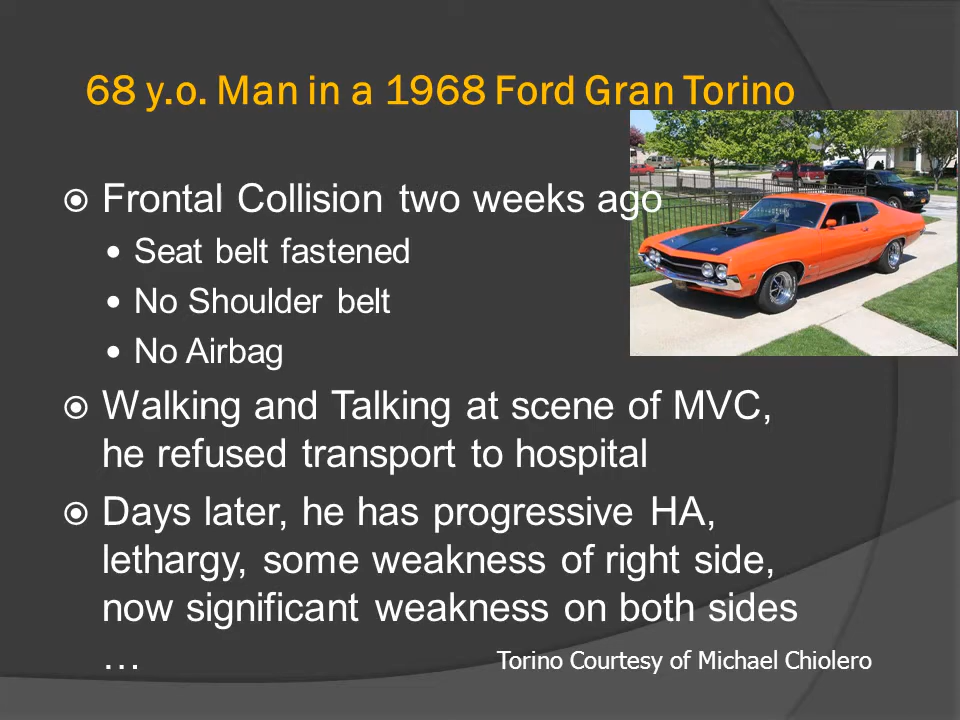 68 y.o. Man in a 1968 Ford Gran Torino
Frontal Collision two weeks ago
Seat belt fastened
No Shoulder belt
No Airbag
Walking and Talking at scene of MVC,
he refused transport to hospital
Days later, he has progressive HA,
lethargy, some weakness of right side,
now significant weakness on both sides
…
Torino Courtesy of Michael Chiolero